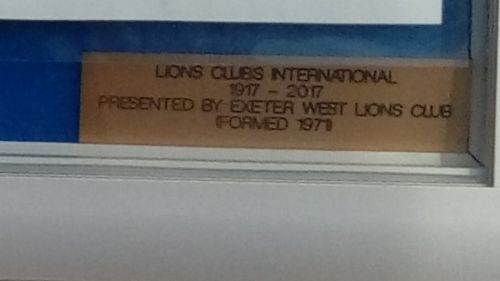 LIONS CLUBS INTERNATIONAL
1917 - 2017
PRESENTED BY EXETER WEST LIONS CLUB
(FORMED 1971)